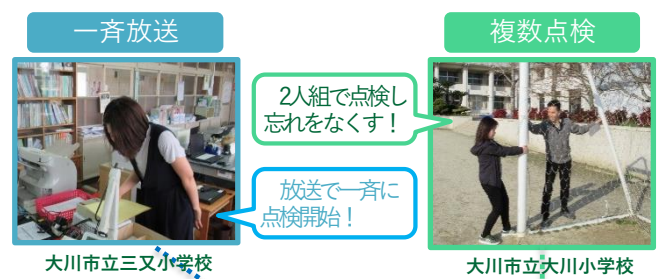 一斉放送
複数点検
2人組で点検し
忘れをなくす！
放送で一斉に
点検開始！
大川市立三又小学校
大川市立大川小学校